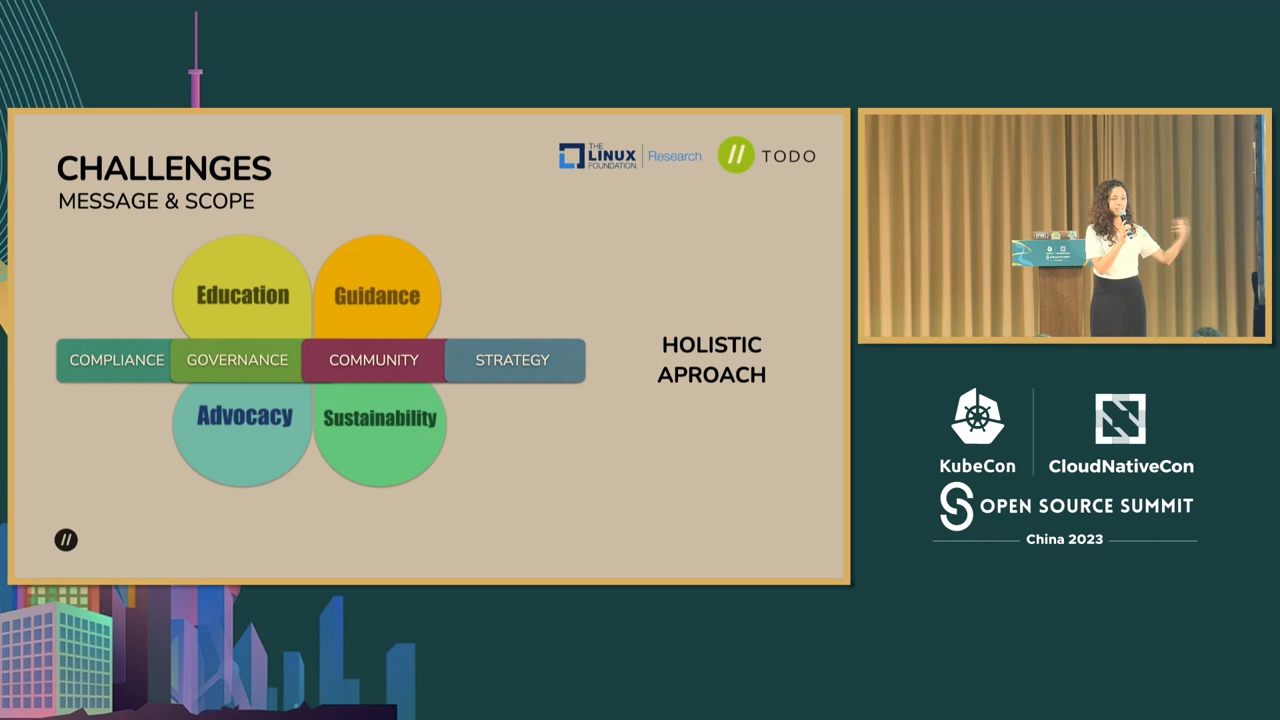 CHALLENGES
MESSAGE & SCOPE
THE
LINUX
FOUNDATION
Research
TODO
Education
Guidance
COMPLIANCE
GOVERNANCE
COMMUNITY
STRATEGY
Advocacy
Sustainability
HOLISTIC
APROACH
KubeCon
CloudNativeCon
OPEN SOURCE SUMMIT
China 2023